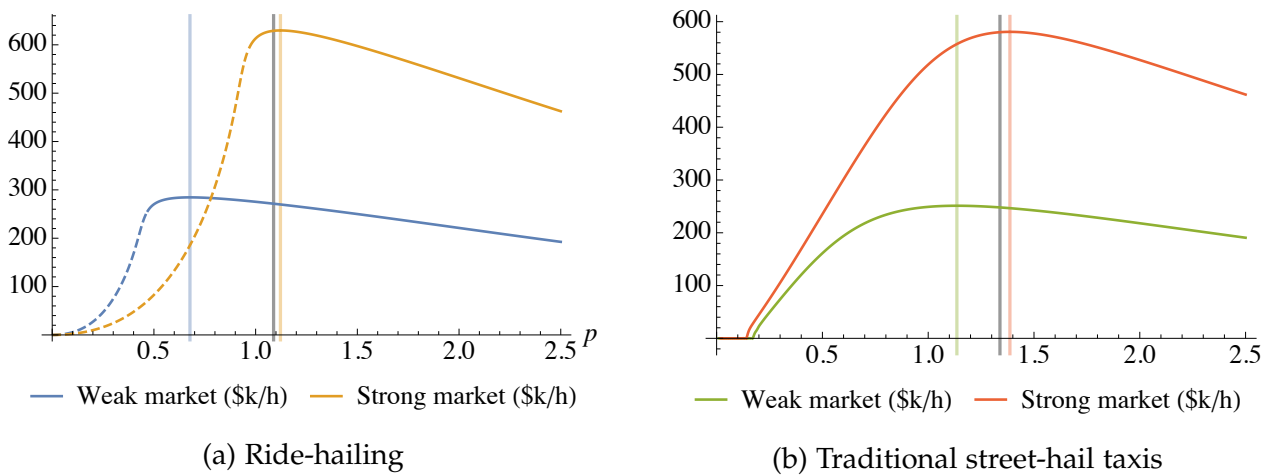 600
500
400
300
200
100
0.5 1.0 1.5 2.0 2.5 p
Weak market ($k/h) Strong market ($k/h)
(a) Ride-hailing
600
500
400
300
200
100
0.5 1.0 1.5 2.0 2.5
Weak market ($k/h) Strong market ($k/h)
(b) Traditional street-hail taxis